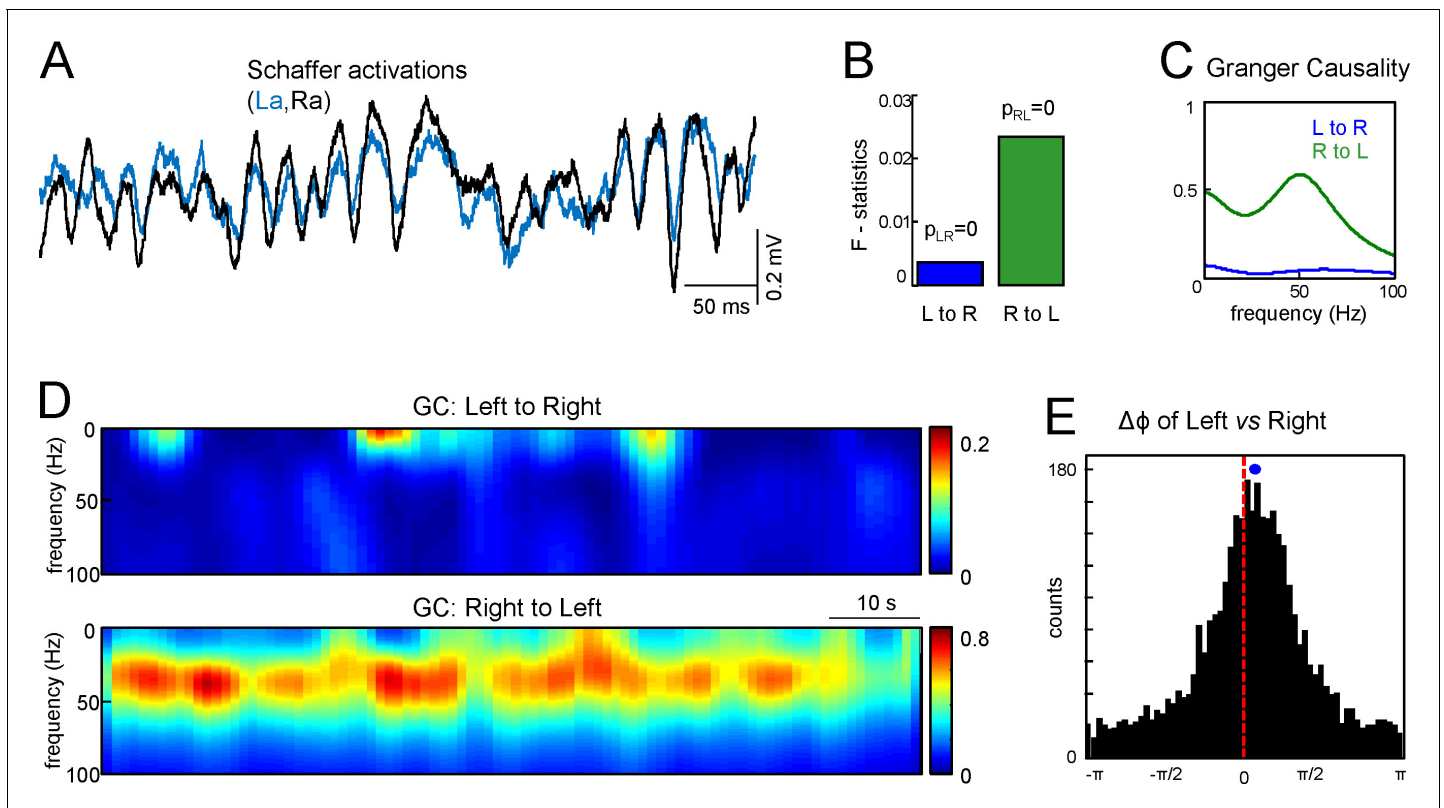 A
Schaffer activations
(La,Ra)
0.2 mV
50 ms
B
0.03
0.02
0.01
0
F - statistics
pLR=0
pRL=0
L to R
R to L
C
Granger Causality
1
0.5
0
50
100
L to R
R to L
frequency (Hz)
D
GC: Left to Right
0
50
100
frequency (Hz)
0.2
0
GC: Right to Left
10 s
0
50
100
frequency (Hz)
0.8
0
E
Δϕ of Left vs Right
180
0
counts
-π
-π/2
0
π/2
π